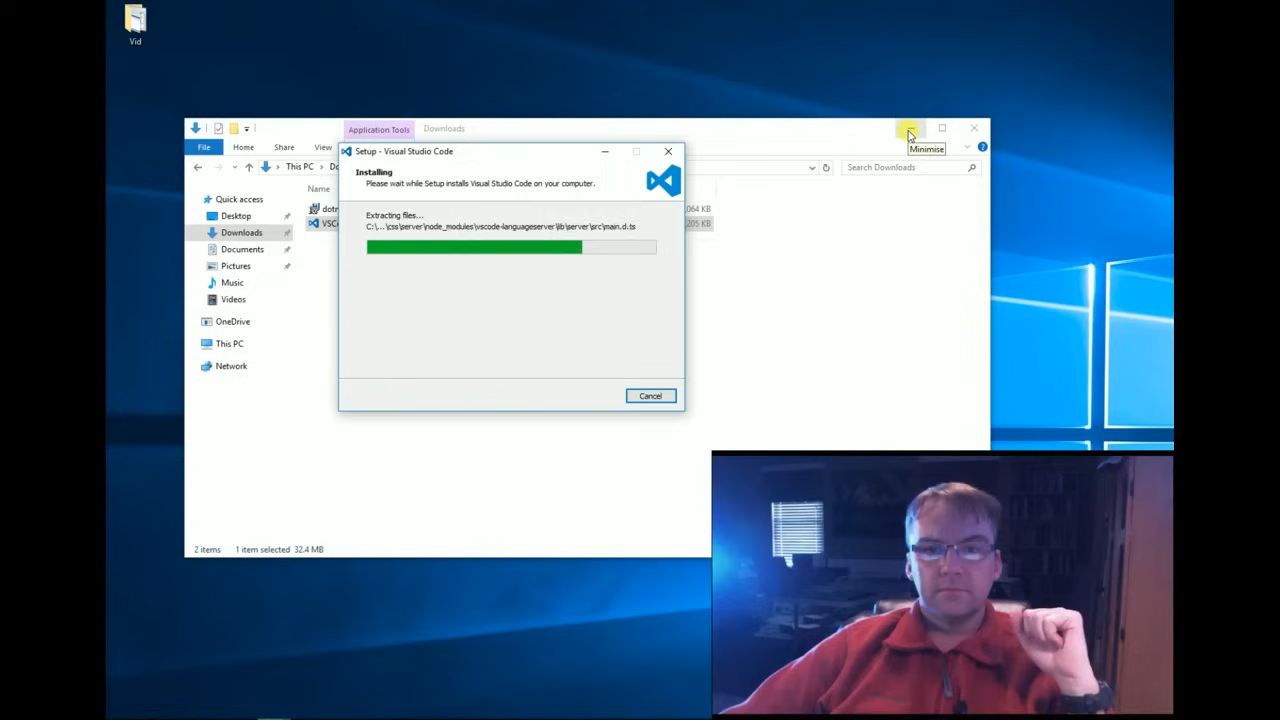 Vid
Application Tools
Downloads
Minimise
File
Home
Share
View
This PC
Search Downloads
Setup - Visual Studio Code
Installing
Please wait while Setup installs Visual Studio Code on your computer.
Extracting files...
C:\...\css\server\node_modules\vscode-languageserver\lib\server\src\main.d.ts
Cancel
Name
Quick access
Desktop
Downloads
Documents
Pictures
Music
Videos
OneDrive
This PC
Network
2 items
1 item selected 32.4 MB